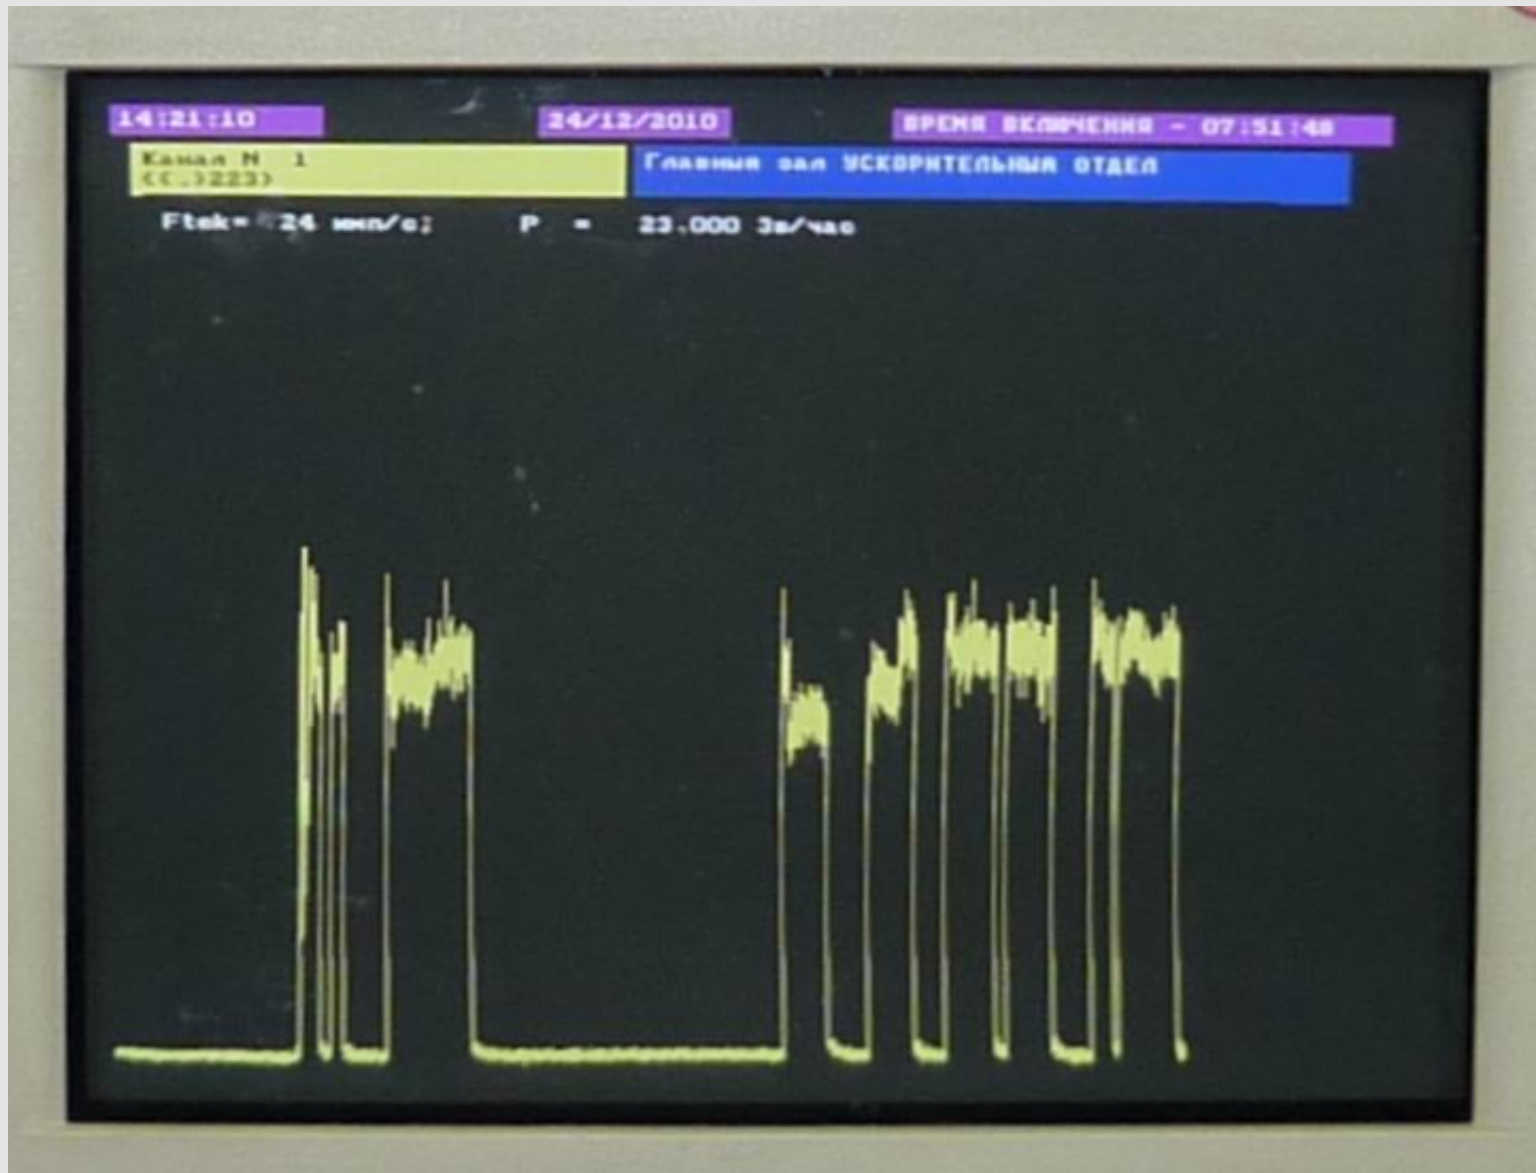 14:21:10
24/12/2010
ВРЕМЯ ВКЛЮЧЕНИЯ - 07:51:48
Канал N 1
Главный зал УСКОРИТЕЛЬНЫЙ ОТДЕЛ
((.)223)
Ftek= 24 имп/с; P = 23.000 Зв/час